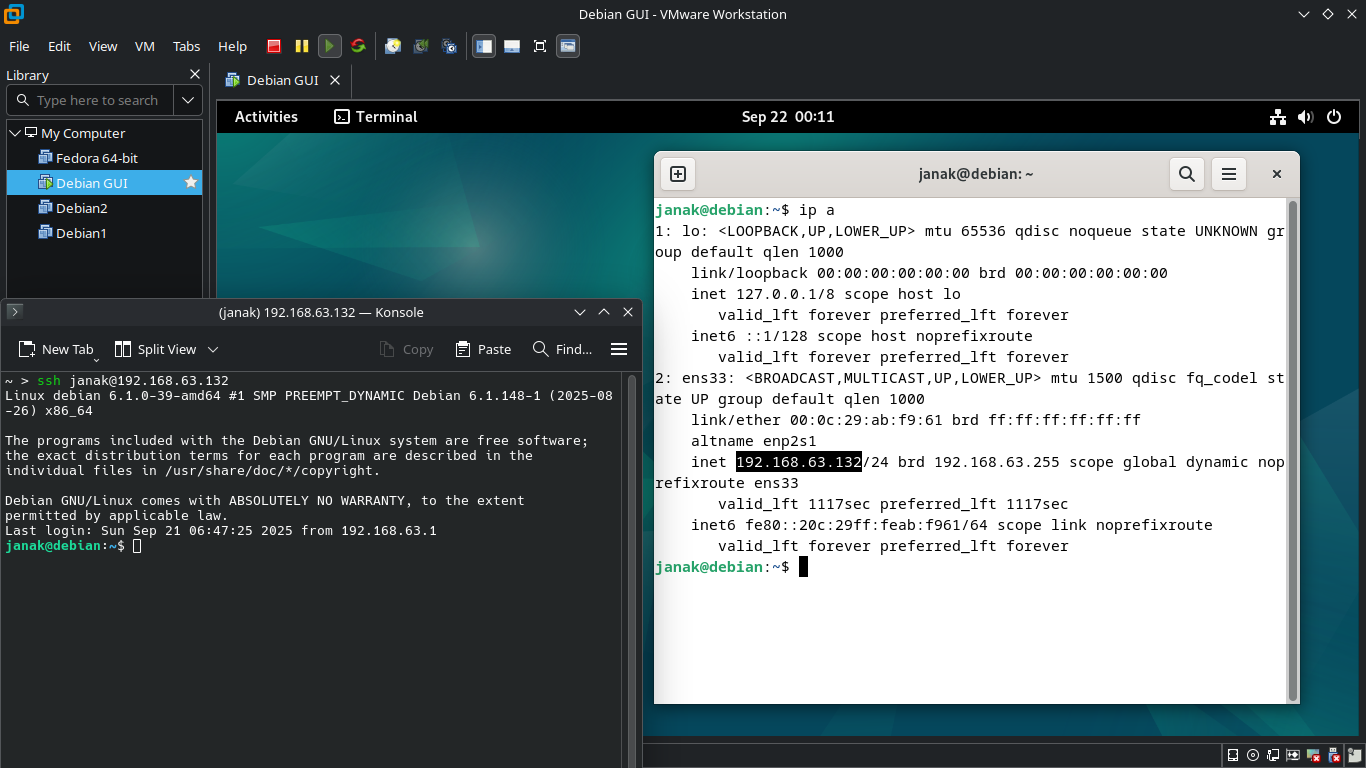 Debian GUI - VMware Workstation
File Edit View VM Tabs Help
Library
Type here to search
My Computer
Fedora 64-bit
Debian GUI
Debian2
Debian1
Debian GUI
Activities Terminal Sep 22 00:11
janak@debian: ~
janak@debian:~$ ip a
1: lo: <LOOPBACK,UP,LOWER_UP> mtu 65536 qdisc noqueue state UNKNOWN gr
oup default qlen 1000
    link/loopback 00:00:00:00:00:00 brd 00:00:00:00:00:00
    inet 127.0.0.1/8 scope host lo
       valid_lft forever preferred_lft forever
    inet6 ::1/128 scope host noprefixroute
       valid_lft forever preferred_lft forever
2: ens33: <BROADCAST,MULTICAST,UP,LOWER_UP> mtu 1500 qdisc fq_codel st
ate UP group default qlen 1000
    link/ether 00:0c:29:ab:f9:61 brd ff:ff:ff:ff:ff:ff
    altname enp2s1
    inet 192.168.63.132/24 brd 192.168.63.255 scope global dynamic nop
refixroute ens33
       valid_lft 1117sec preferred_lft 1117sec
    inet6 fe80::20c:29ff:feab:f961/64 scope link noprefixroute
       valid_lft forever preferred_lft forever
janak@debian:~$
(janak) 192.168.63.132 — Konsole
New Tab Split View Copy Paste Find...
~ > ssh janak@192.168.63.132
Linux debian 6.1.0-39-amd64 #1 SMP PREEMPT_DYNAMIC Debian 6.1.148-1 (2025-08
-26) x86_64
The programs included with the Debian GNU/Linux system are free software;
the exact distribution terms for each program are described in the
individual files in /usr/share/doc/*/copyright.
Debian GNU/Linux comes with ABSOLUTELY NO WARRANTY, to the extent
permitted by applicable law.
Last login: Sun Sep 21 06:47:25 2025 from 192.168.63.1
janak@debian:~$